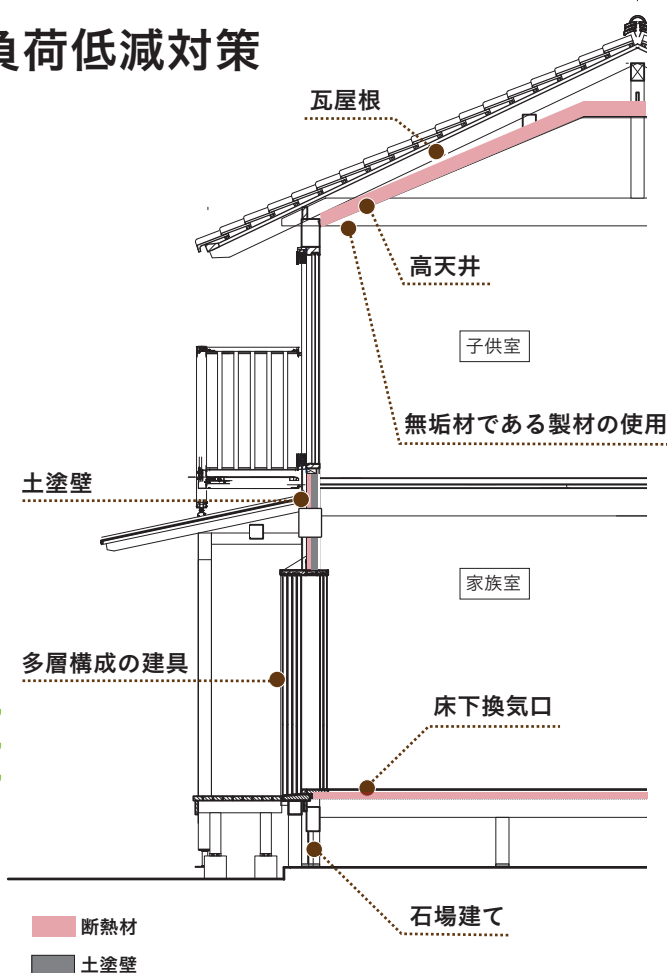 負荷低減対策
瓦屋根
高天井
子供室
無垢材である製材の使用
土塗壁
家族室
多層構成の建具
床下換気口
石場建て
断熱材
土塗壁